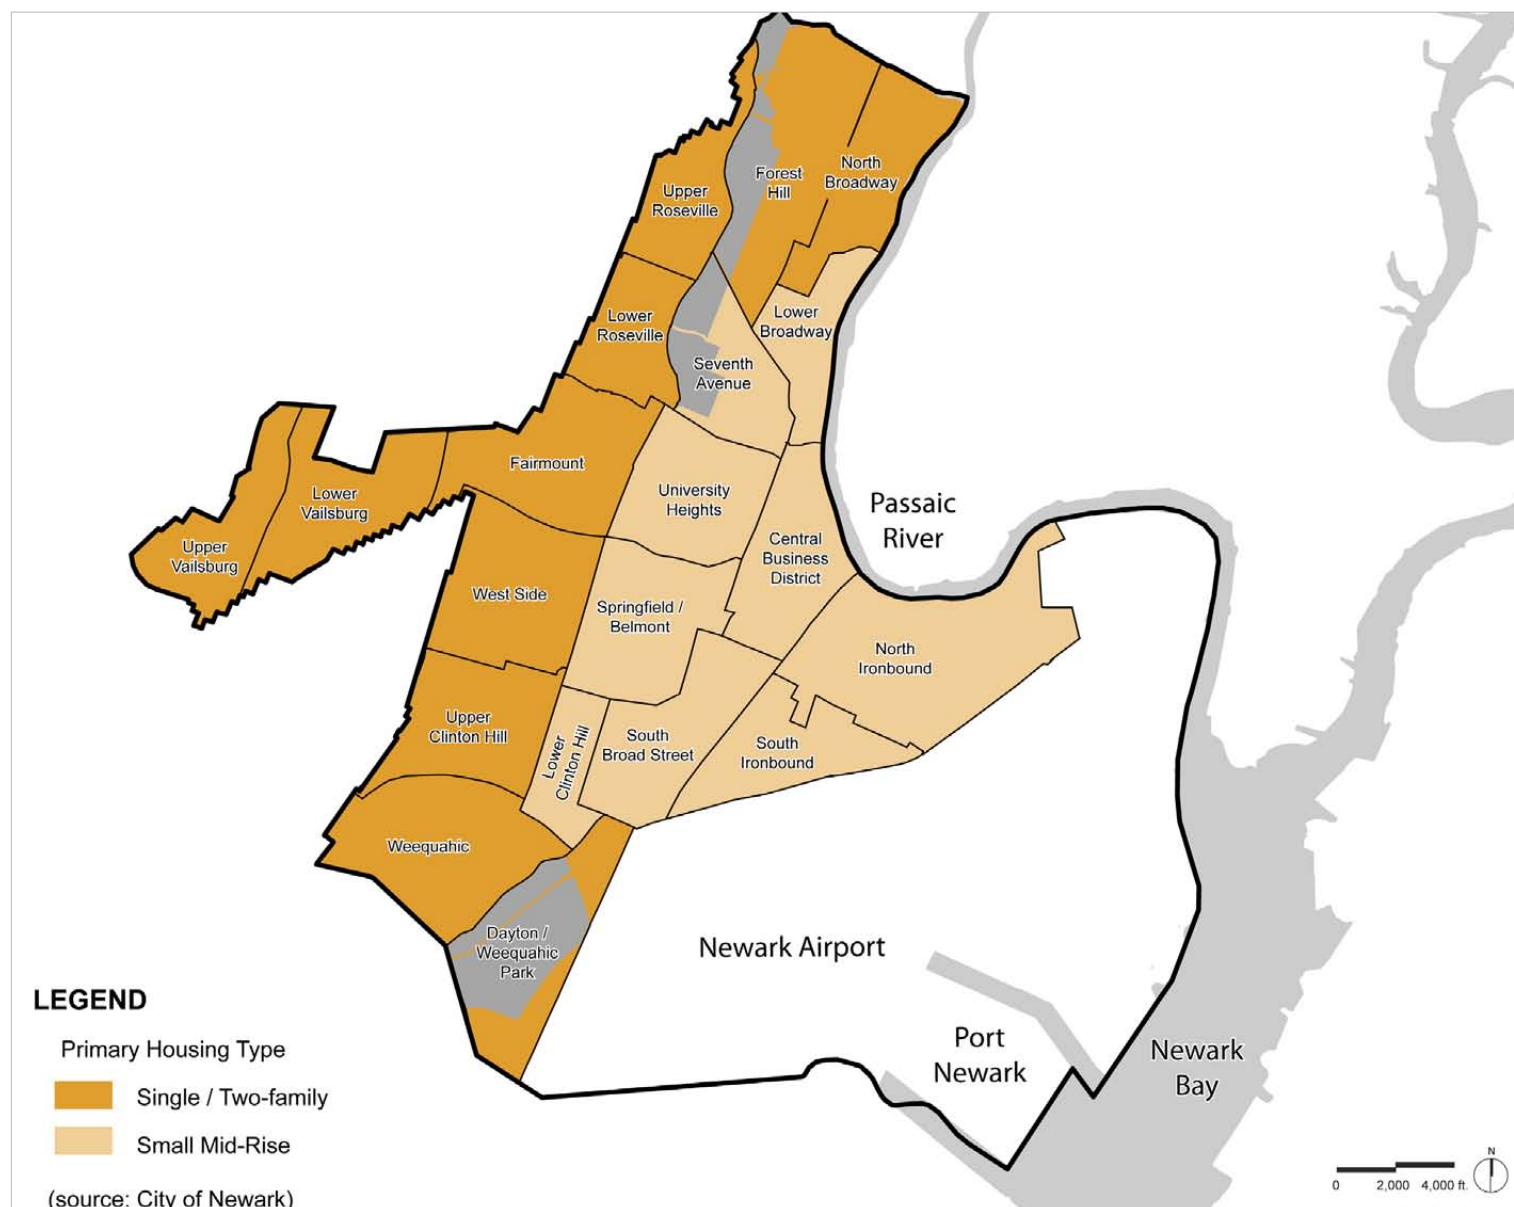 Forest
Hill
North
Broadway
Upper
Roseville
Lower
Roseville
Lower
Broadway
Seventh
Avenue
Fairmount
University
Heights
Lower
Vailsburg
Upper
Vailsburg
Passaic
River
Central
Business
District
West Side
Springfield /
Belmont
North
Ironbound
Upper
Clinton Hill
Lower
Clinton Hill
South
Broad Street
South
Ironbound
Weequahic
Dayton /
Weequahic
Park
Newark Airport
Port
Newark
Newark
Bay
LEGEND
Primary Housing Type
Single / Two-family
Small Mid-Rise
(source: City of Newark)
N
0 2,000 4,000 ft.